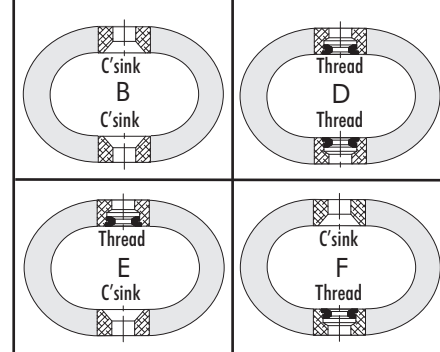 C'sink
B
C'sink
Thread
D
Thread
Thread
E
C'sink
C'sink
F
Thread